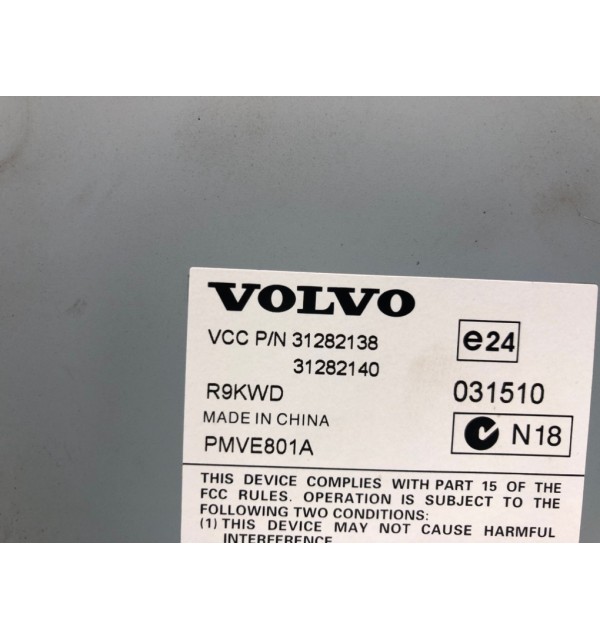 VOLVO
VCC P/N 31282138
31282140
e24
R9KWD
031510
MADE IN CHINA
N18
PMVE801A
THIS DEVICE COMPLIES WITH PART 15 OF THE
FCC RULES. OPERATION IS SUBJECT TO THE
FOLLOWING TWO CONDITIONS:
(1) THIS DEVICE MAY NOT CAUSE HARMFUL
INTERFERENCE.